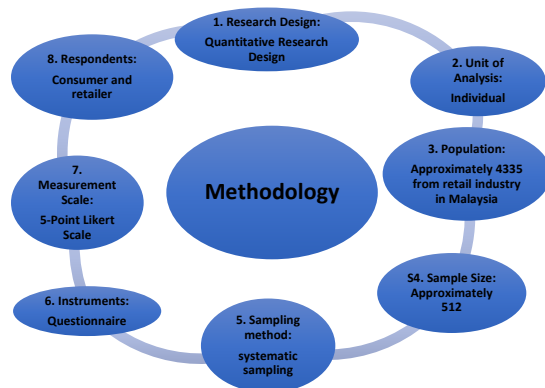 1. Research Design:
Quantitative Research
Design
2. Unit of
Analysis:
Individual
3. Population:
Approximately 4335
from retail industry
in Malaysia
S4. Sample Size:
Approximately
512
5. Sampling
method:
systematic
sampling
6. Instruments:
Questionnaire
7.
Measurement
Scale:
5-Point Likert
Scale
8. Respondents:
Consumer and
retailer
Methodology